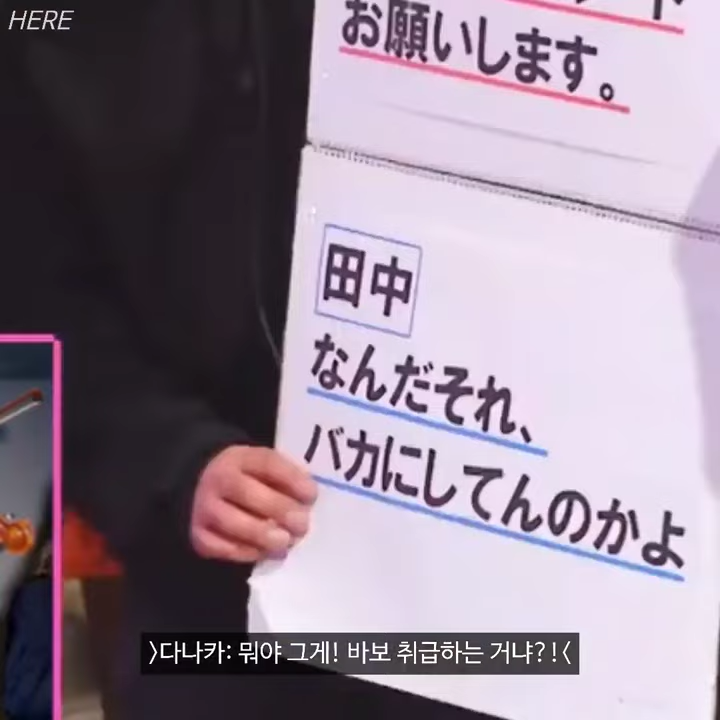 HERE
お願いします。
田中
なんだそれ、
バカにしてんのかよ
>다나카: 뭐야 그게! 바보 취급하는 거냐?!<